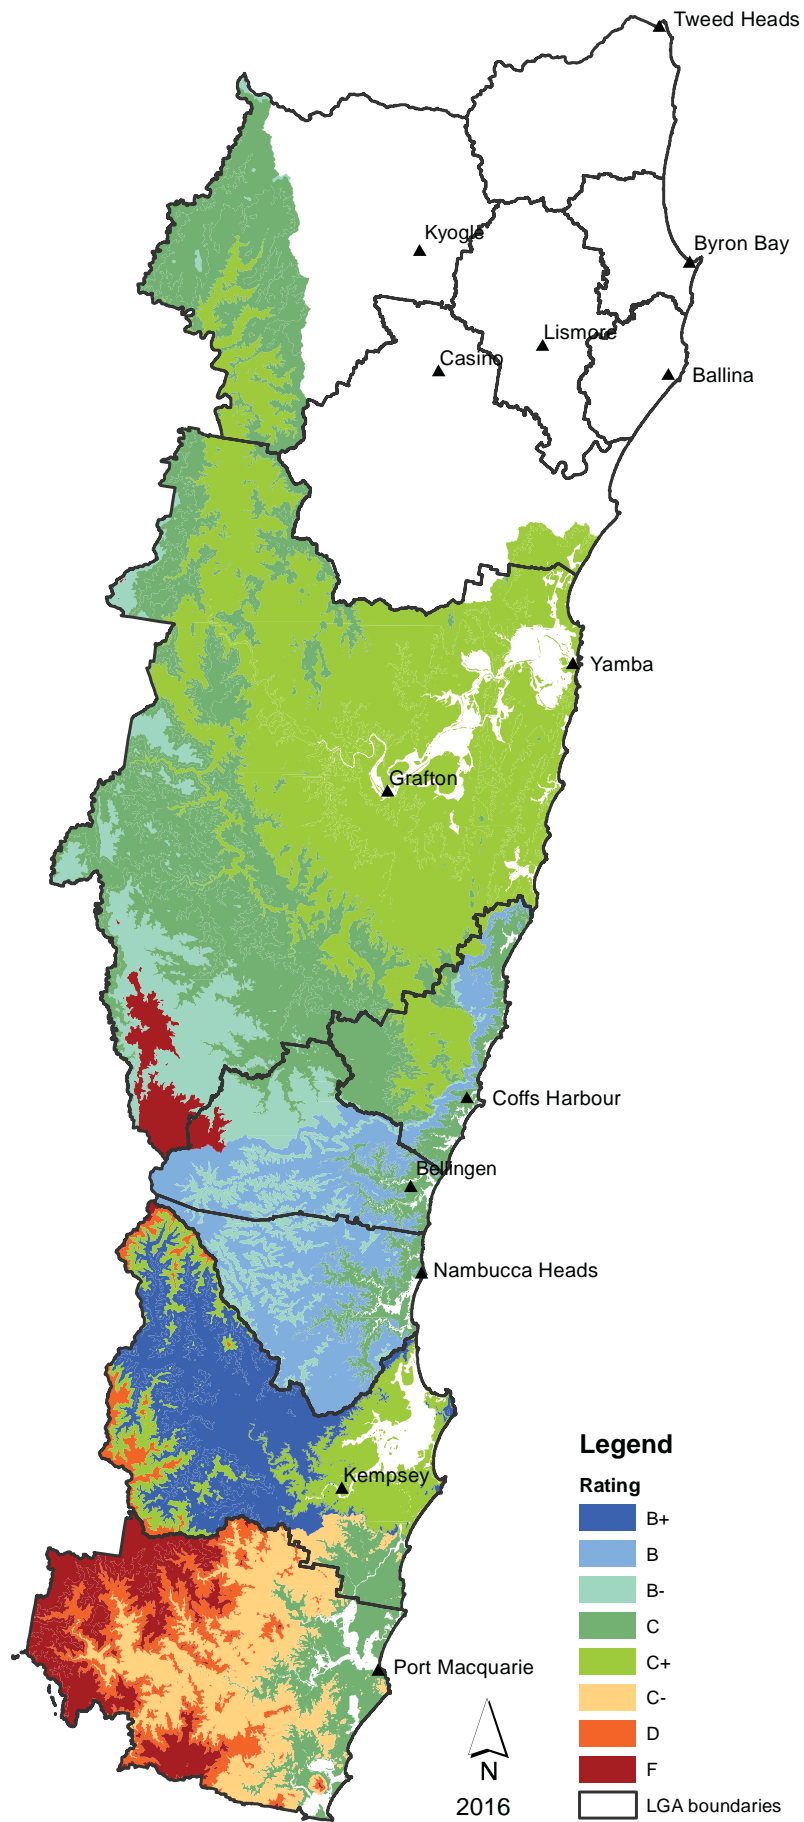 Tweed Heads
Kyogle
Byron Bay
Lismore
Casino
Ballina
Yamba
Grafton
Coffs Harbour
Bellingen
Nambucca Heads
Kempsey
Port Macquarie
Legend
Rating
B+
B
B-
C
C+
C-
D
F
LGA boundaries
N
2016